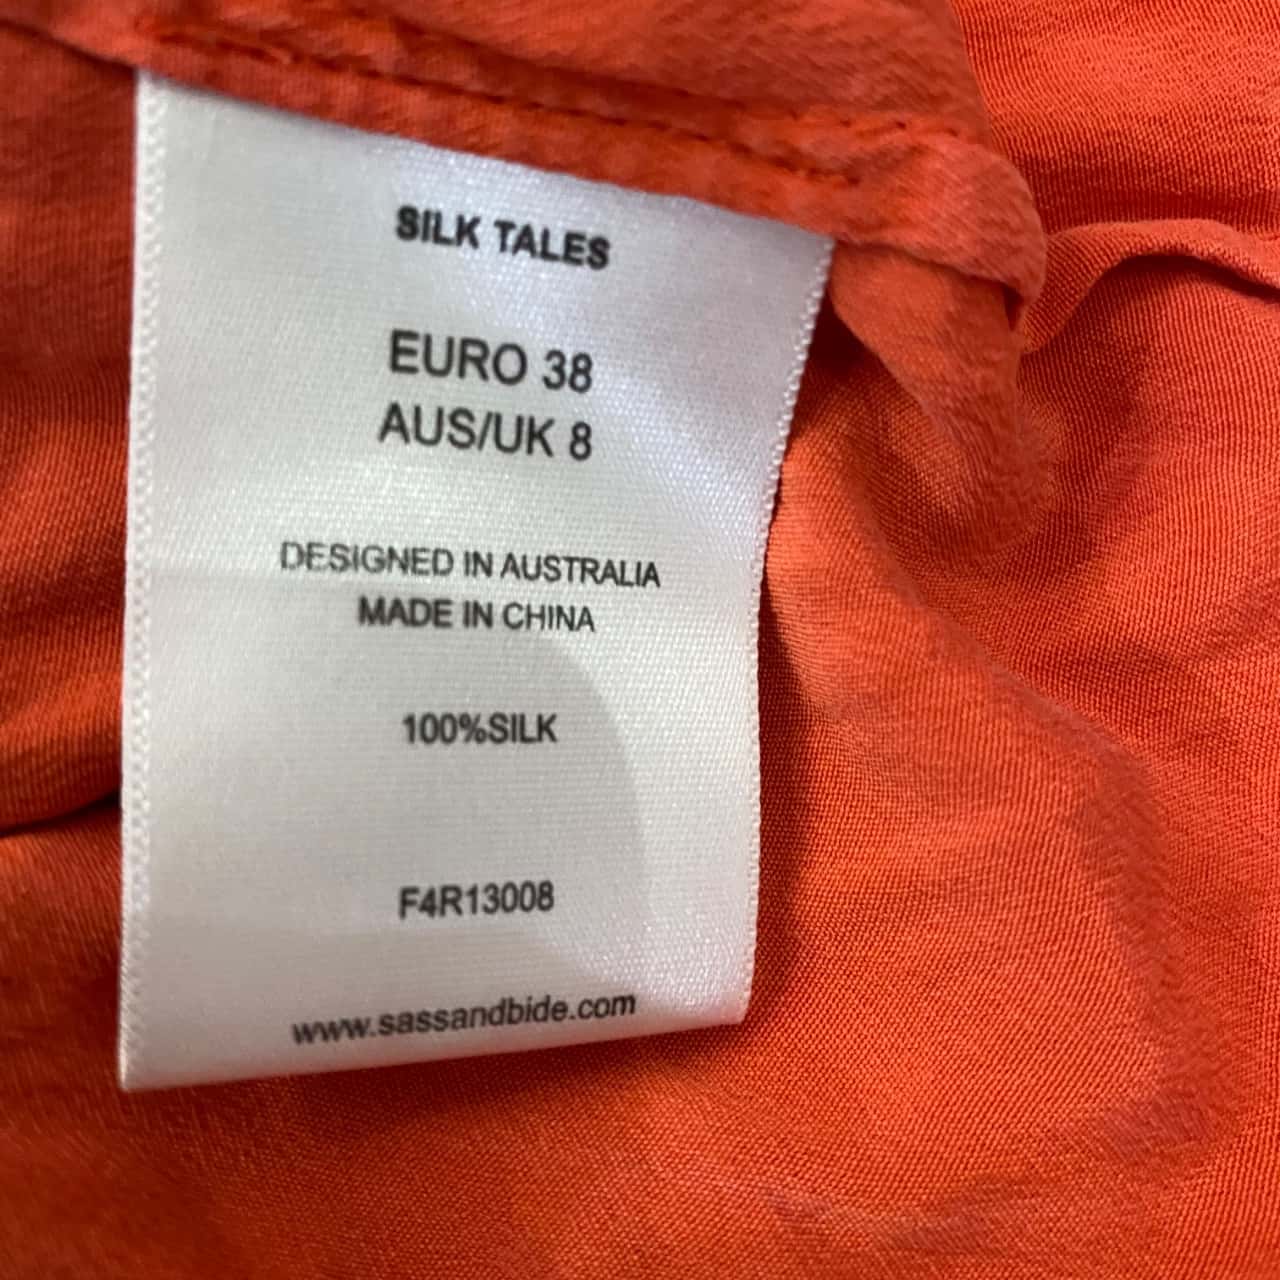 SILK TALES
EURO 38
AUS/UK 8
DESIGNED IN AUSTRALIA
MADE IN CHINA
100%SILK
F4R13008
www.sassandbide.com